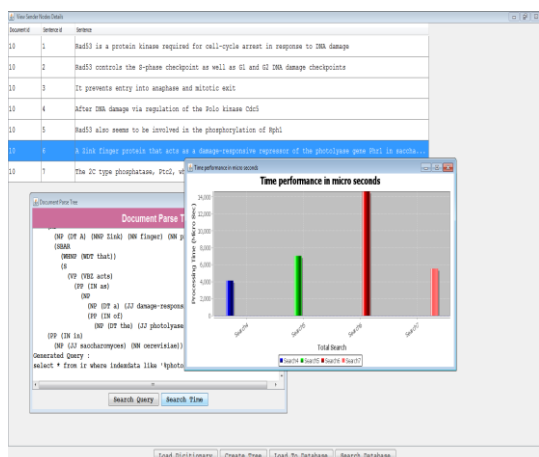 View Sender Nodes Details
Document id Sentence id Sentence
10 1 Rad53 is a protein kinase required for cell-cycle arrest in response to DNA damage
10 2 Rad53 controls the S-phase checkpoint as well as G1 and G2 DNA damage checkpoints
10 3 It prevents entry into anaphase and mitotic exit
10 4 After DNA damage via regulation of the Polo kinase Cdc5
10 5 Rad53 also seems to be involved in the phosphorylation of Rph1
10 6 A Zink finger protein that acts as a damage-responsive repressor of the photolyase gene Phr1 in saccha...
10 7 The 2C type phosphatase, Ptc2,
Time performance in micro seconds
Time performance in micro seconds
Processing Time (Micro Sec)
14,000
12,000
10,000
8,000
6,000
4,000
2,000
0
Search4 Search5 Search6 Search7
Total Search
Search4 Search5 Search6 Search7
Document Parse Tree
Document Parse T
(NP (DT A) (NNP Zink) (NN finger) (NN p
(SBAR
(WHNP (WDT that))
(S
(VP (VBZ acts)
(PP (IN as)
(NP
(NP (DT a) (JJ damage-respons
(PP (IN of)
(NP (DT the) (JJ photolyase
(PP (IN in)
(NP (JJ saccharomyces) (NN cerevisiae))
Generated Query :
select * from ir where indexdata like '%photo
Search Query Search Time
Load Dictionary Create Tree Load To Database Search Database